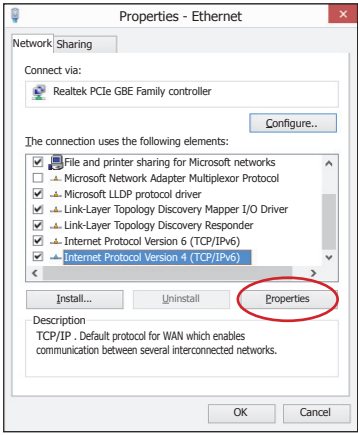 Properties - Ethernet
Network Sharing
Connect via:
Realtek PCIe GBE Family controller
Configure..
The connection uses the following elements:
File and printer sharing for Microsoft networks
Microsoft Network Adapter Multiplexor Protocol
Microsoft LLDP protocol driver
Link-Layer Topology Discovery Mapper I/O Driver
Link-Layer Topology Discovery Responder
Internet Protocol Version 6 (TCP/IPv6)
Internet Protocol Version 4 (TCP/IPv6)
Install... Uninstall Properties
Description
TCP/IP . Default protocol for WAN which enables
communication between several interconnected networks.
OK Cancel